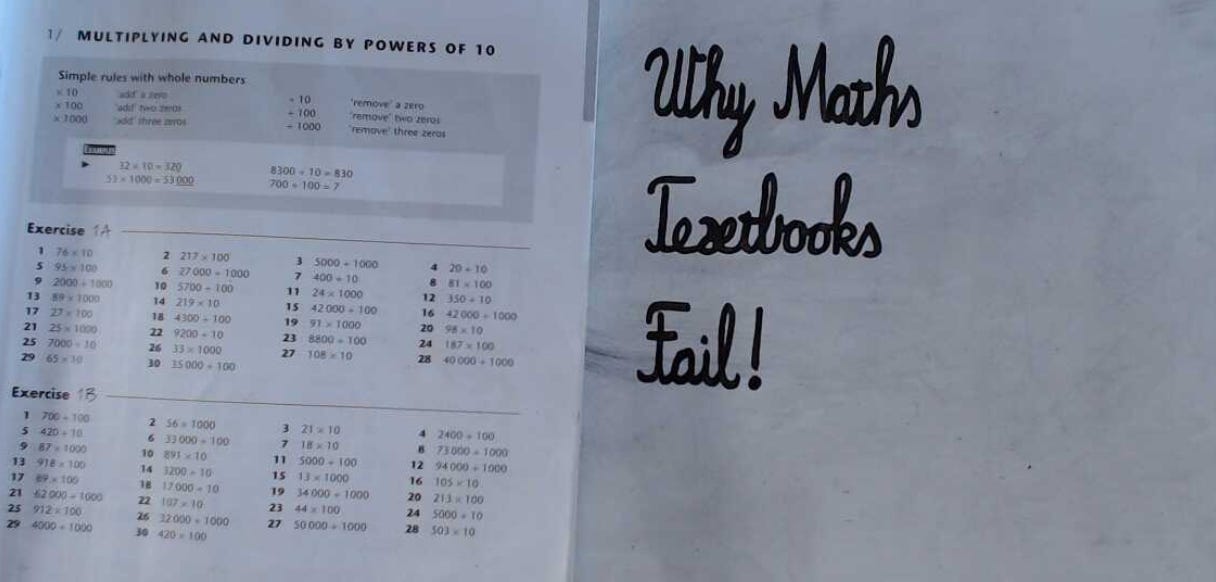 1/ MULTIPLYING AND DIVIDING BY POWERS OF 10
Simple rules with whole numbers
× 10 'add' a zero ÷ 10 'remove' a zero
× 100 'add' two zeros ÷ 100 'remove' two zeros
× 1000 'add' three zeros ÷ 1000 'remove' three zeros
EXAMPLES
▶ 32 × 10 = 320 8300 ÷ 10 = 830
53 × 1000 = 53 000 700 ÷ 100 = 7
Exercise 1A
1 76 × 10 2 217 × 100 3 5000 ÷ 1000 4 20 ÷ 10
5 95 × 100 6 27 000 ÷ 1000 7 400 ÷ 10 8 81 × 100
9 2000 ÷ 1000 10 5700 ÷ 100 11 24 × 1000 12 350 ÷ 10
13 89 × 1000 14 219 × 10 15 42 000 ÷ 100 16 42 000 ÷ 1000
17 27 × 100 18 4300 ÷ 100 19 91 × 1000 20 98 × 10
21 25 × 1000 22 9200 ÷ 10 23 8800 ÷ 100 24 187 × 100
25 7000 ÷ 10 26 33 × 1000 27 108 × 10 28 40 000 ÷ 1000
29 65 × 10 30 35 000 ÷ 100
Exercise 1B
1 700 ÷ 100 2 56 × 1000 3 21 × 10 4 2400 ÷ 100
5 420 ÷ 10 6 33 000 ÷ 100 7 18 × 10 8 73 000 ÷ 1000
9 87 × 1000 10 891 × 10 11 5000 ÷ 100 12 94 000 ÷ 1000
13 918 × 100 14 3200 ÷ 10 15 13 × 1000 16 105 × 10
17 89 × 100 18 17 000 ÷ 10 19 34 000 ÷ 1000 20 213 × 100
21 62 000 ÷ 1000 22 107 × 10 23 44 × 100 24 5000 ÷ 10
25 912 × 100 26 32 000 ÷ 1000 27 50 000 ÷ 1000 28 503 × 10
29 4000 ÷ 1000 30 420 × 100
Why Maths
Textbooks
Fail!